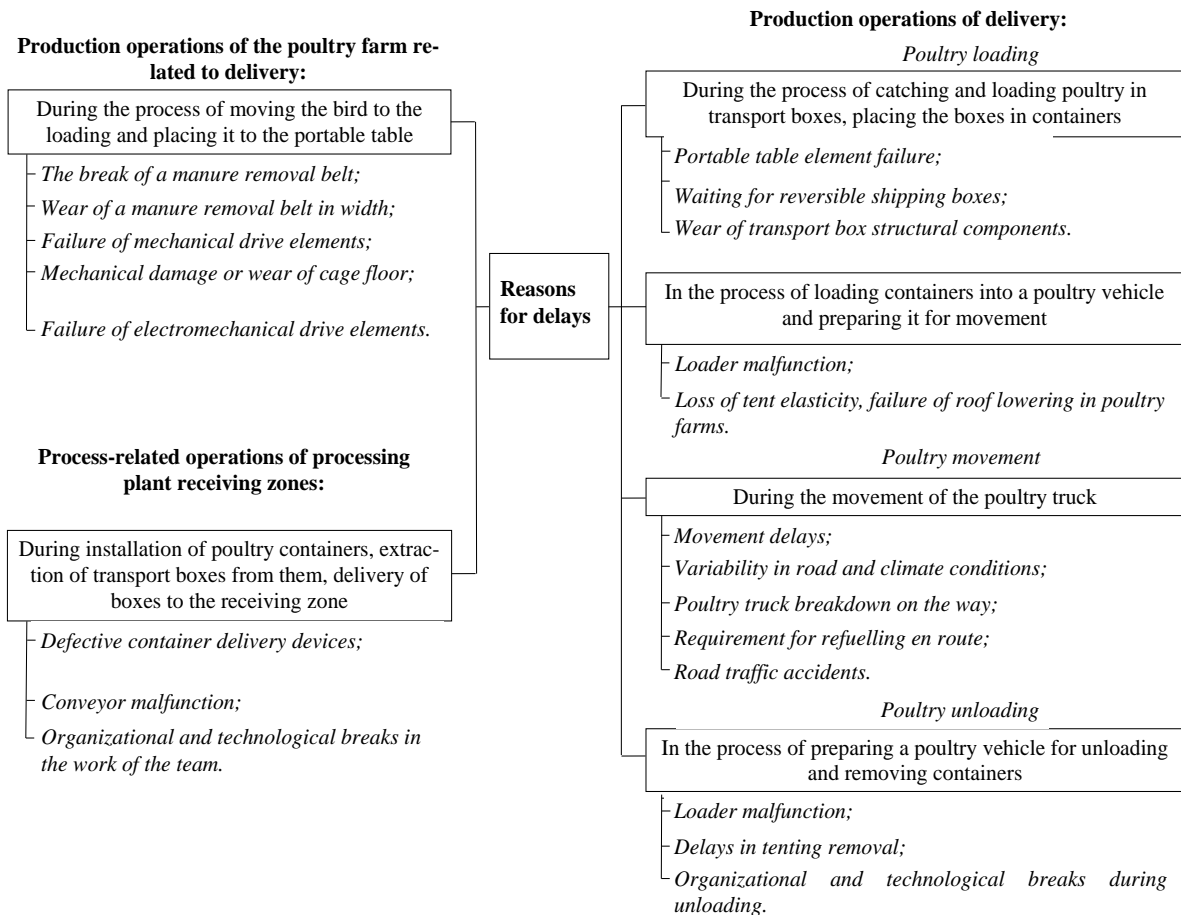 Production operations of the poultry farm re-
lated to delivery:
During the process of moving the bird to the
loading and placing it to the portable table
The break of a manure removal belt;
Wear of a manure removal belt in width;
Failure of mechanical drive elements;
Mechanical damage or wear of cage floor;
Failure of electromechanical drive elements.
Process-related operations of processing
plant receiving zones:
During installation of poultry containers, extrac-
tion of transport boxes from them, delivery of
boxes to the receiving zone
Defective container delivery devices;
Conveyor malfunction;
Organizational and technological breaks in
the work of the team.
Reasons
for delays
Production operations of delivery:
Poultry loading
During the process of catching and loading poultry in
transport boxes, placing the boxes in containers
Portable table element failure;
Waiting for reversible shipping boxes;
Wear of transport box structural components.
In the process of loading containers into a poultry vehicle
and preparing it for movement
Loader malfunction;
Loss of tent elasticity, failure of roof lowering in poultry
farms.
Poultry movement
During the movement of the poultry truck
Movement delays;
Variability in road and climate conditions;
Poultry truck breakdown on the way;
Requirement for refuelling en route;
Road traffic accidents.
Poultry unloading
In the process of preparing a poultry vehicle for unloading
and removing containers
Loader malfunction;
Delays in tenting removal;
Organizational and technological breaks during
unloading.